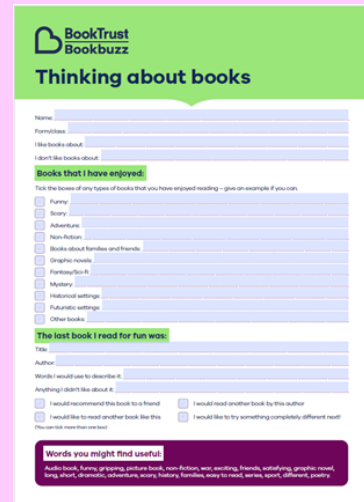 BookTrust
Bookbuzz
Thinking about books
Name:
Form/class:
I like books about:
I don't like books about:
Books that I have enjoyed:
Tick the boxes of any types of books that you have enjoyed reading – give an example if you can.
Funny:
Scary:
Adventure:
Non-fiction:
Books about families and friends:
Graphic novels:
Fantasy/Sci-fi:
Mystery:
Historical settings:
Futuristic settings:
Other books:
The last book I read for fun was:
Title:
Author:
Words I would use to describe it:
Anything I didn't like about it:
I would recommend this book to a friend
I would read another book by this author
I would like to read another book like this
I would like to try something completely different next!
(You can tick more than one box)
Words you might find useful:
Audio book, funny, gripping, picture book, non-fiction, war, exciting, friends, satisfying, graphic novel,
long, short, dramatic, adventure, scary, history, families, easy to read, series, sport, different, poetry.